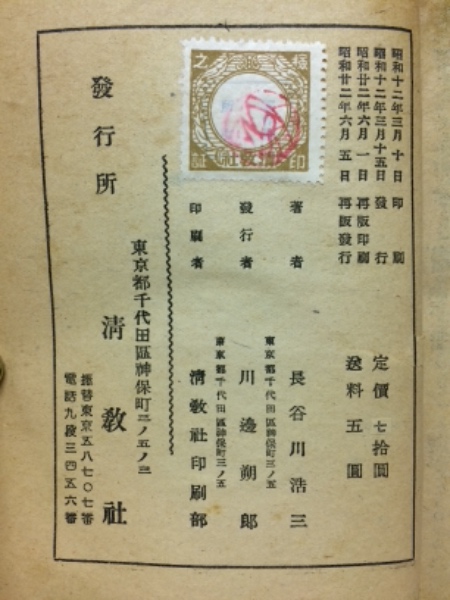 昭和十二年三月十日印刷
昭和十二年三月十五日發行
昭和廿二年六月一日再版印刷
昭和廿二年六月五日再版發行
定價 七拾圓
送料 五圓
著者 長谷川浩三
東京都千代田區神保町三ノ五
發行者 川邊朔郎
東京都千代田區神保町三ノ五
印刷者 淸敎社印刷部
東京都千代田區神保町三ノ五ノ三
發行所 淸敎社
振替東京五八七〇七番
電話九段三四五六番
之
印